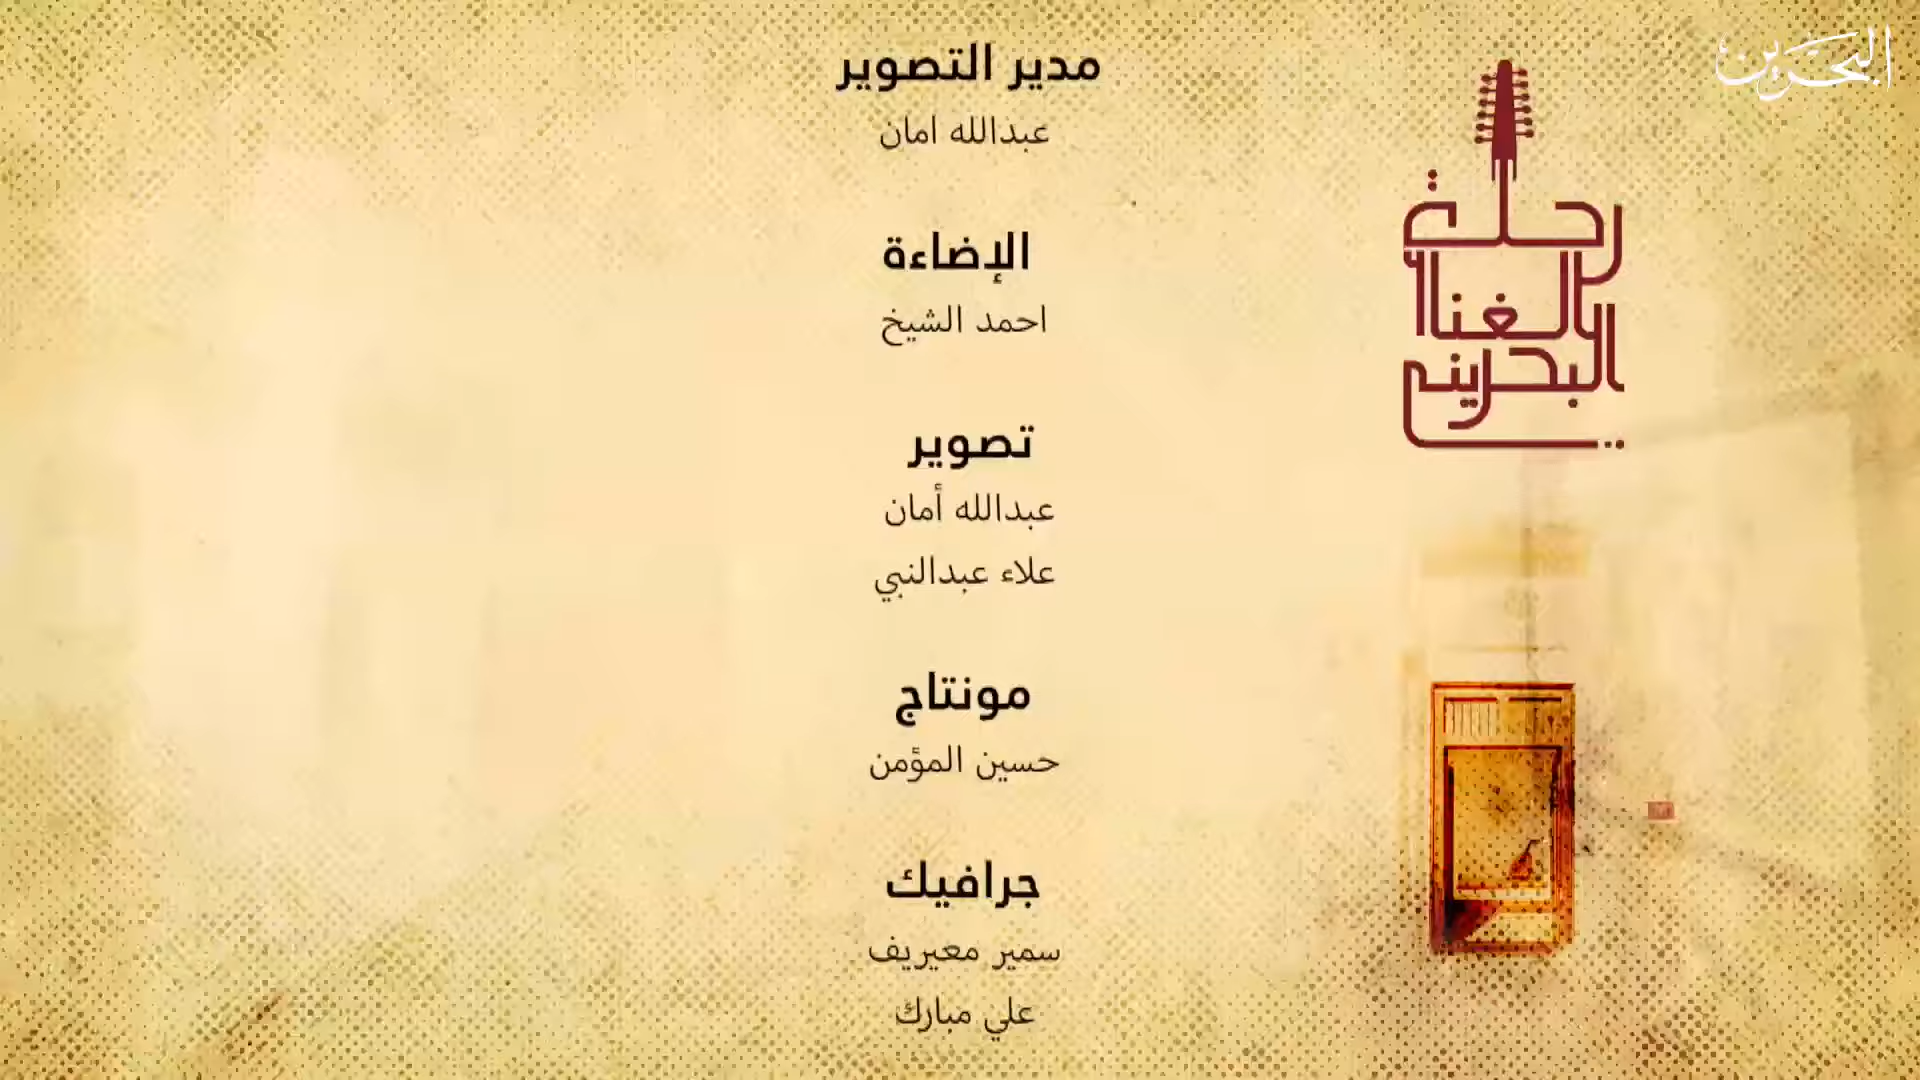 مدير التصوير
عبدالله امان
الإضاءة
احمد الشيخ
تصوير
عبدالله أمان
علاء عبدالنبي
مونتاج
حسين المؤمن
جرافيك
سمير معيريف
علي مبارك
رحلة
الغناء
البحريني
البحرين